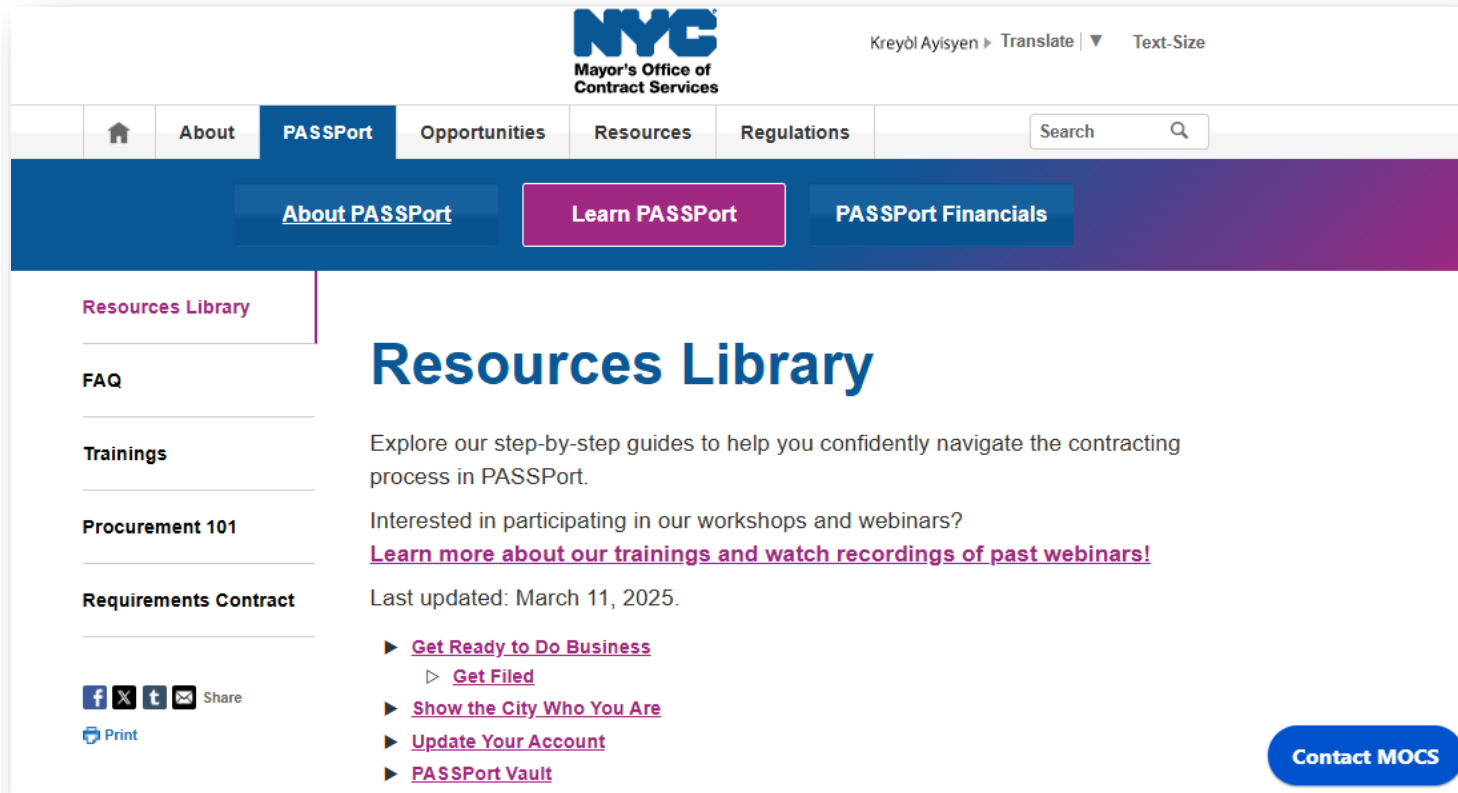 NYC
Mayor's Office of
Contract Services
Kreyòl Ayisyen Translate ▼ Text-Size
About PASSPort Opportunities Resources Regulations Search
About PASSPort Learn PASSPort PASSPort Financials
Resources Library
FAQ
Trainings
Procurement 101
Requirements Contract
Share
Print
Resources Library
Explore our step-by-step guides to help you confidently navigate the contracting
process in PASSPort.
Interested in participating in our workshops and webinars?
Learn more about our trainings and watch recordings of past webinars!
Last updated: March 11, 2025.
Get Ready to Do Business
Get Filed
Show the City Who You Are
Update Your Account
PASSPort Vault
Contact MOCS